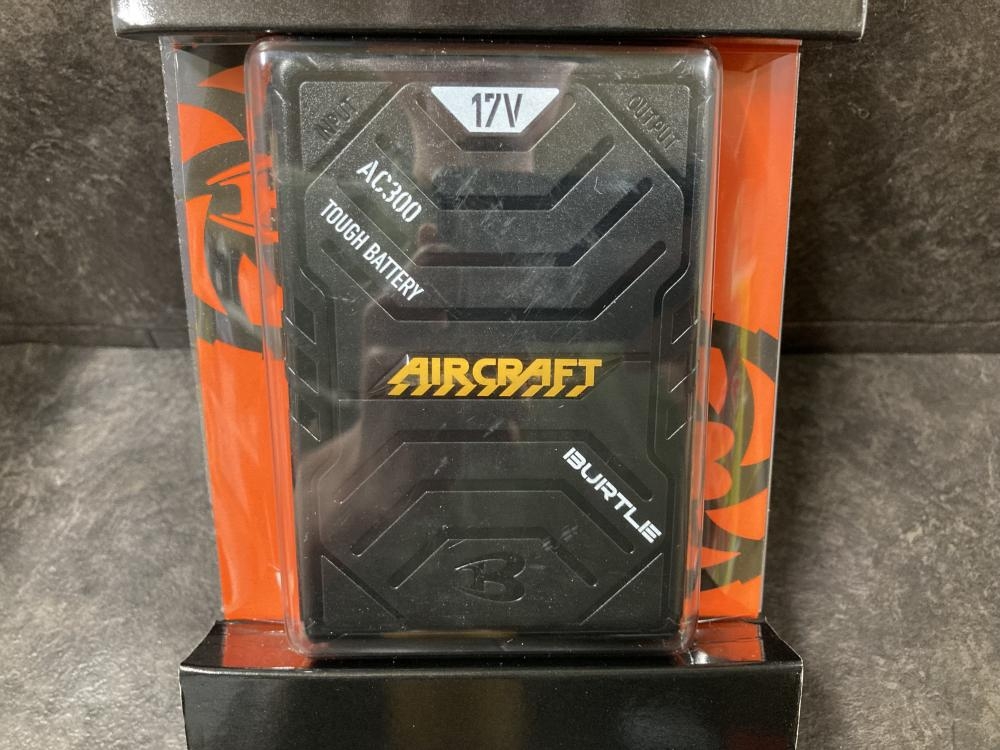 17V
INPUT
OUTPUT
AC300
TOUGH BATTERY
AIRCRAFT
BURTLE
B